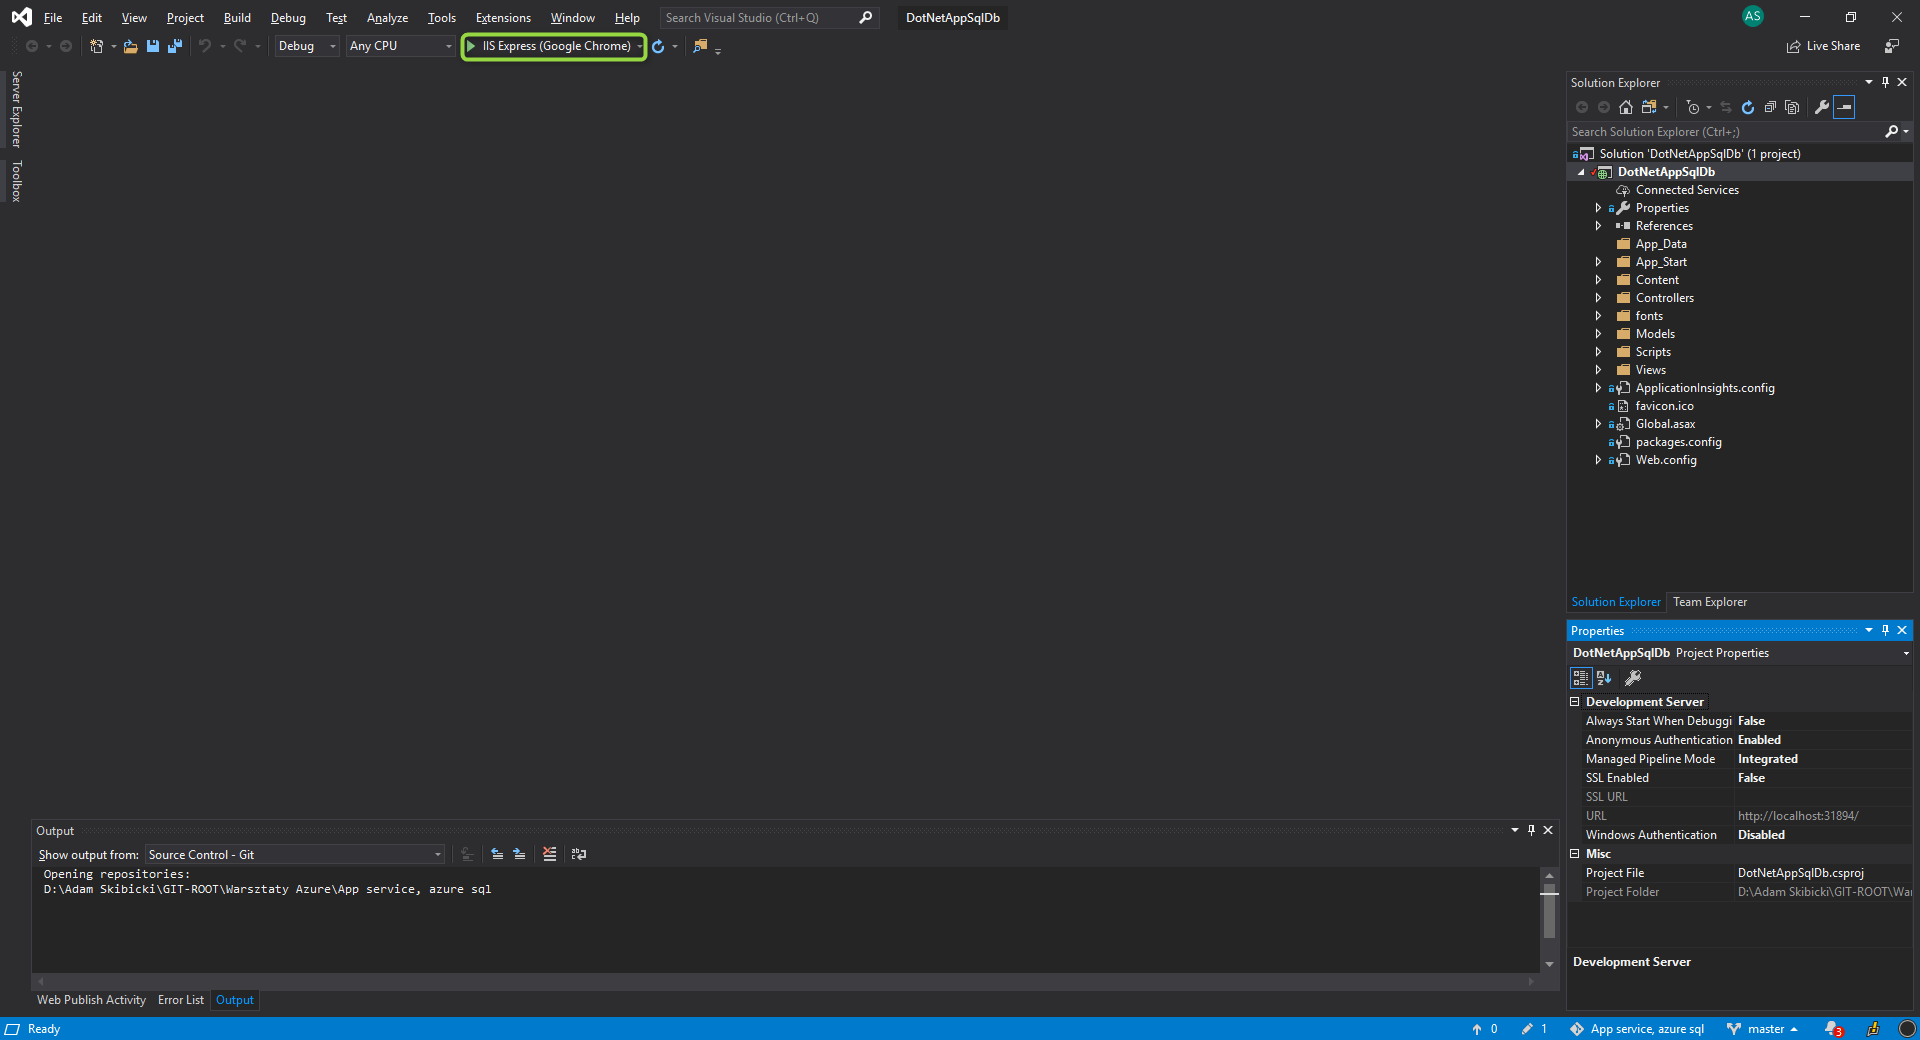 File Edit View Project Build Debug Test Analyze Tools Extensions Window Help Search Visual Studio (Ctrl+Q) DotNetAppSqlDb AS
Debug Any CPU IIS Express (Google Chrome) Live Share
Server Explorer
Toolbox
Solution Explorer
Search Solution Explorer (Ctrl+;)
Solution 'DotNetAppSqlDb' (1 project)
DotNetAppSqlDb
Connected Services
Properties
References
App_Data
App_Start
Content
Controllers
fonts
Models
Scripts
Views
ApplicationInsights.config
favicon.ico
Global.asax
packages.config
Web.config
Solution Explorer Team Explorer
Properties
DotNetAppSqlDb Project Properties
Development Server
Always Start When Debuggi False
Anonymous Authentication Enabled
Managed Pipeline Mode Integrated
SSL Enabled False
SSL URL
URL http://localhost:31894/
Windows Authentication Disabled
Misc
Project File DotNetAppSqlDb.csproj
Project Folder D:\Adam Skibicki\GIT-ROOT\War
Development Server
Output
Show output from: Source Control - Git
Opening repositories:
D:\Adam Skibicki\GIT-ROOT\Warsztaty Azure\App service, azure sql
Web Publish Activity Error List Output
Ready 0 1 App service, azure sql master 3